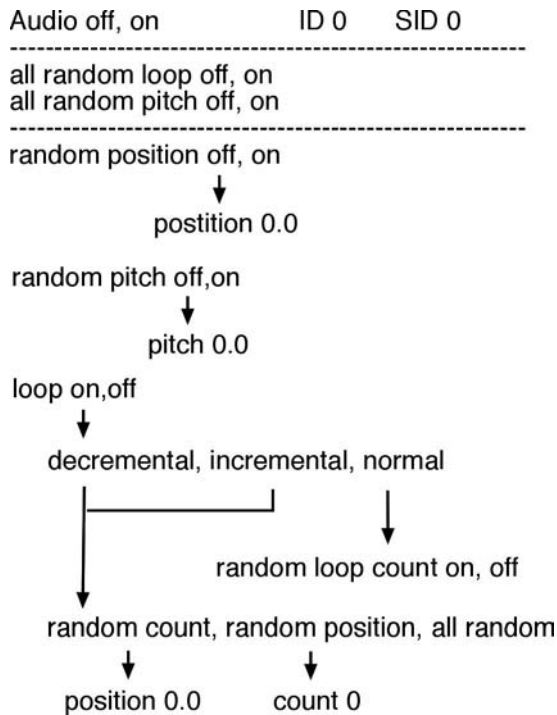 Audio off, on ID 0 SID 0
all random loop off, on
all random pitch off, on
random position off, on
postition 0.0
random pitch off,on
pitch 0.0
loop on,off
decremental, incremental, normal
random loop count on, off
random count, random position, all random
position 0.0 count 0